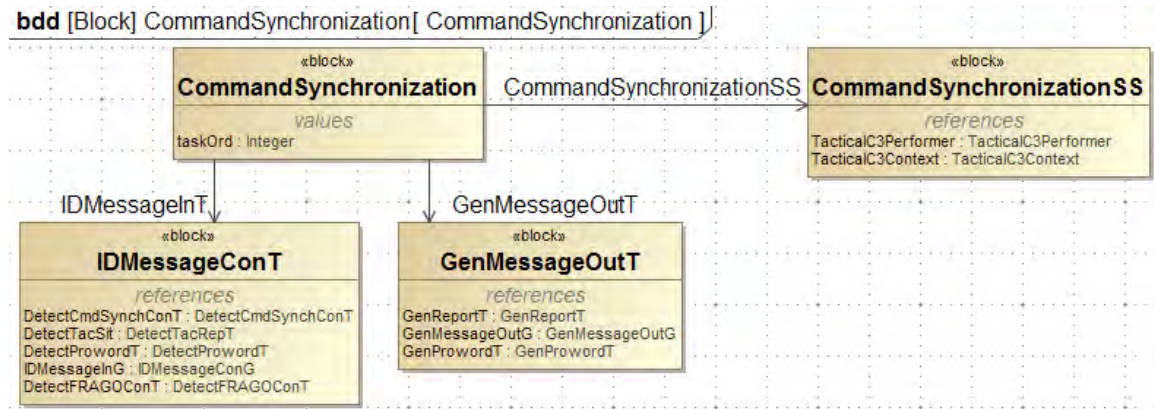 bdd [Block] CommandSynchronization[ CommandSynchronization ]
«block»
CommandSynchronization
values
taskOrd : Integer
CommandSynchronizationSS
«block»
CommandSynchronizationSS
references
TacticalC3Performer : TacticalC3Performer
TacticalC3Context : TacticalC3Context
IDMessageInT
GenMessageOutT
«block»
IDMessageConT
references
DetectCmdSynchConT : DetectCmdSynchConT
DetectTacSit : DetectTacRepT
DetectProwordT : DetectProwordT
IDMessageInG : IDMessageConG
DetectFRAGOConT : DetectFRAGOConT
«block»
GenMessageOutT
references
GenReportT : GenReportT
GenMessageOutG : GenMessageOutG
GenProwordT : GenProwordT